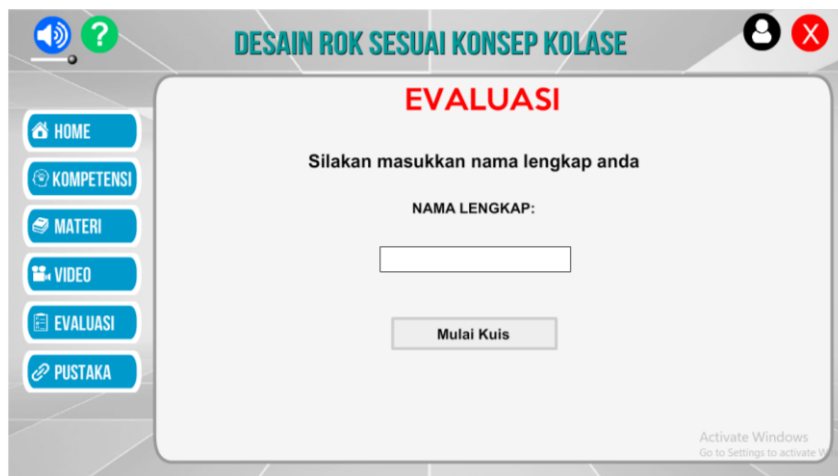 ?
DESAIN ROK SESUAI KONSEP KOLASE
X
EVALUASI
HOME
KOMPETENSI
MATERI
VIDEO
EVALUASI
PUSTAKA
Silakan masukkan nama lengkap anda
NAMA LENGKAP:
Mulai Kuis
Activate Windows
Go to Settings to activate W